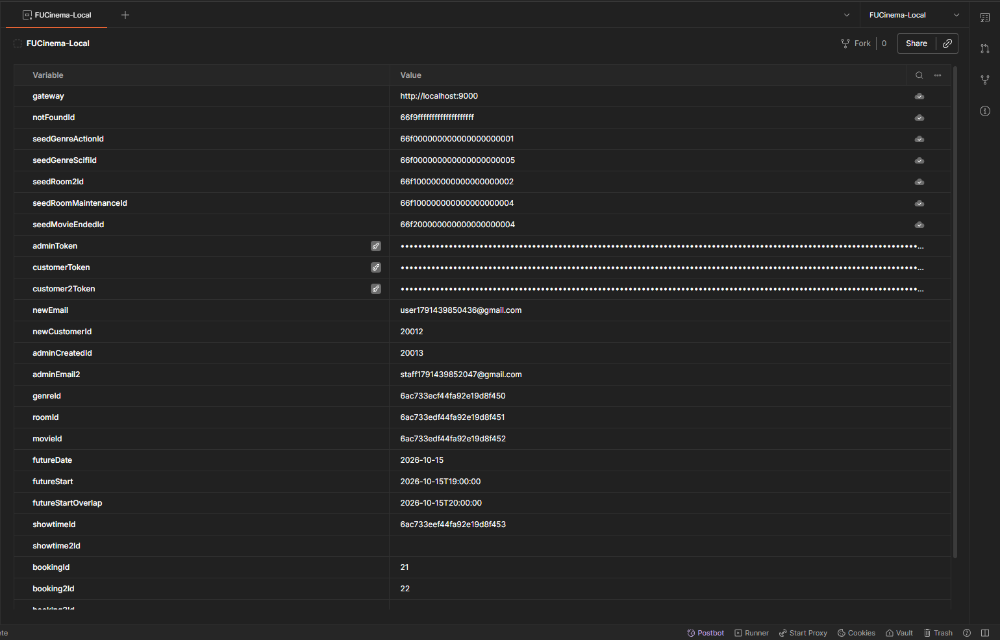 FUCinema-Local
FUCinema-Local
FUCinema-Local
Fork 0 Share
Variable Value
gateway http://localhost:9000
notFoundId 66f9ffffffffffffffffffff
seedGenreActionId 66f000000000000000000001
seedGenreScifiId 66f000000000000000000005
seedRoom2Id 66f100000000000000000002
seedRoomMaintenanceId 66f100000000000000000004
seedMovieEndedId 66f200000000000000000004
adminToken
customerToken
customer2Token
newEmail user1791439850436@gmail.com
newCustomerId 20012
adminCreatedId 20013
adminEmail2 staff1791439852047@gmail.com
genreId 6ac733ecf44fa92e19d8f450
roomId 6ac733edf44fa92e19d8f451
movieId 6ac733edf44fa92e19d8f452
futureDate 2026-10-15
futureStart 2026-10-15T19:00:00
futureStartOverlap 2026-10-15T20:00:00
showtimeId 6ac733eef44fa92e19d8f453
showtime2Id
bookingId 21
booking2Id 22
booking3Id
ete Postbot Runner Start Proxy Cookies Vault Trash